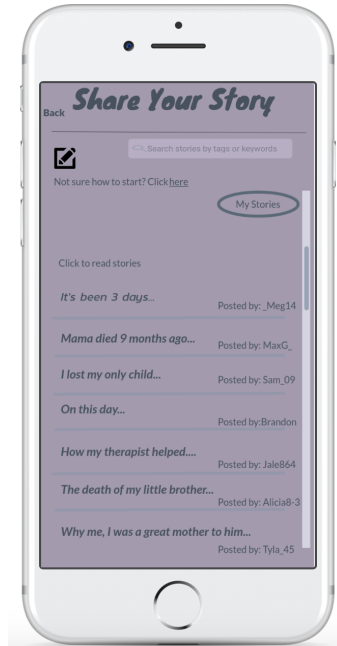 Share Your Story
Back
Search stories by tags or keywords
Not sure how to start? Click here
My Stories
Click to read stories
It's been 3 days...
Posted by: _Meg14
Mama died 9 months ago...
Posted by: MaxG_
I lost my only child...
Posted by: Sam_09
On this day...
Posted by:Brandon
How my therapist helped....
Posted by: Jale864
The death of my little brother...
Posted by: Alicia8-3
Why me, I was a great mother to him...
Posted by: Tyla_45